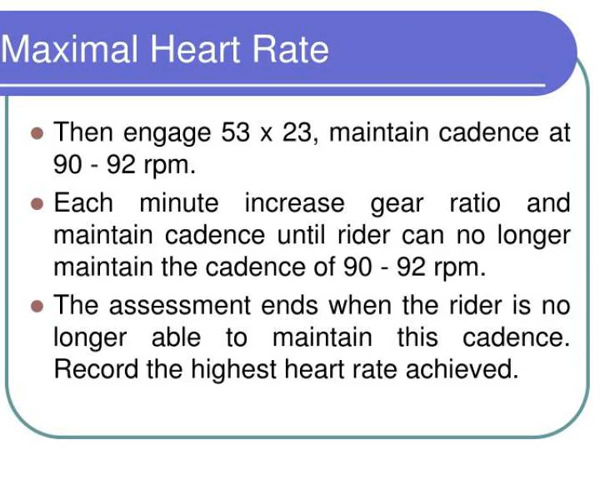 Maximal Heart Rate
Then engage 53 x 23, maintain cadence at
90 - 92 rpm.
Each minute increase gear ratio and
maintain cadence until rider can no longer
maintain the cadence of 90 - 92 rpm.
The assessment ends when the rider is no
longer able to maintain this cadence.
Record the highest heart rate achieved.